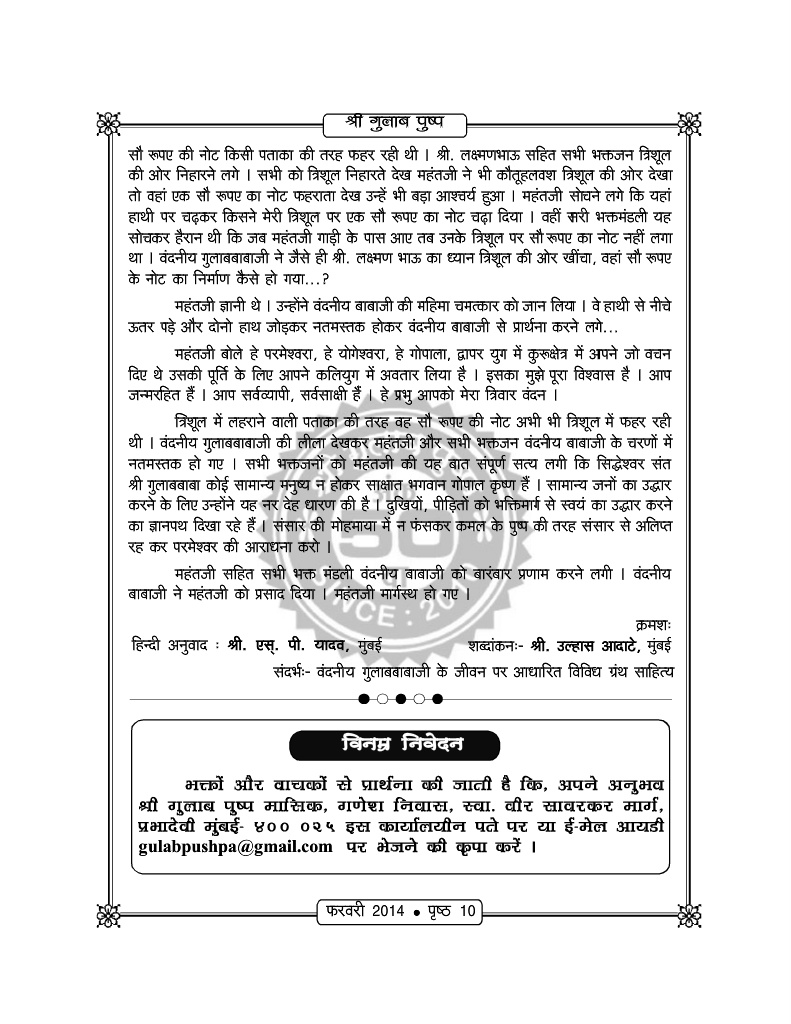 श्री गुलाब पुष्प
सौ रूपए की नोट किसी पताका की तरह फहर रही थी । श्री. लक्ष्मणभाऊ सहित सभी भक्तजन त्रिशूल
की ओर निहारने लगे । सभी को त्रिशूल निहारते देख महंतजी ने भी कौतूहलवश त्रिशूल की ओर देखा
तो वहां एक सौ रूपए का नोट फहराता देख उन्हें भी बड़ा आश्चर्य हुआ । महंतजी सोचने लगे कि यहां
हाथी पर चढ़कर किसने मेरी त्रिशूल पर एक सौ रूपए का नोट चढ़ा दिया । वहीं सारी भक्तमंडली यह
सोचकर हैरान थी कि जब महंतजी गाड़ी के पास आए तब उनके त्रिशूल पर सौ रूपए का नोट नहीं लगा
था । वंदनीय गुलाबबाबाजी ने जैसे ही श्री. लक्ष्मण भाऊ का ध्यान त्रिशूल की ओर खींचा, वहां सौ रूपए
के नोट का निर्माण कैसे हो गया...?
महंतजी ज्ञानी थे । उन्होंने वंदनीय बाबाजी की महिमा चमत्कार को जान लिया । वे हाथी से नीचे
ऊतर पड़े और दोनो हाथ जोड़कर नतमस्तक होकर वंदनीय बाबाजी से प्रार्थना करने लगे...
महंतजी बोले हे परमेश्वरा, हे योगेश्वरा, हे गोपाला, द्वापर युग में कुरूक्षेत्र में आपने जो वचन
दिए थे उसकी पूर्ति के लिए आपने कलियुग में अवतार लिया है । इसका मुझे पूरा विश्वास है । आप
जन्मरहित हैं । आप सर्वव्यापी, सर्वसाक्षी हैं । हे प्रभु आपको मेरा त्रिवार वंदन ।
त्रिशूल में लहराने वाली पताका की तरह वह सौ रूपए की नोट अभी भी त्रिशूल में फहर रही
थी । वंदनीय गुलाबबाबाजी की लीला देखकर महंतजी और सभी भक्तजन वंदनीय बाबाजी के चरणों में
नतमस्तक हो गए । सभी भक्तजनों को महंतजी की यह बात संपूर्ण सत्य लगी कि सिद्धेश्वर संत
श्री गुलाबबाबा कोई सामान्य मनुष्य न होकर साक्षात भगवान गोपाल कृष्ण हैं । सामान्य जनों का उद्धार
करने के लिए उन्होंने यह नर देह धारण की है । दुखियों, पीड़ितों को भक्तिमार्ग से स्वयं का उद्धार करने
का ज्ञानपथ दिखा रहे हैं । संसार की मोहमाया में न फंसकर कमल के पुष्प की तरह संसार से अलिप्त
रह कर परमेश्वर की आराधना करो ।
महंतजी सहित सभी भक्त मंडली वंदनीय बाबाजी को बारंबार प्रणाम करने लगी । वंदनीय
बाबाजी ने महंतजी को प्रसाद दिया । महंतजी मार्गस्थ हो गए ।
क्रमशः
हिन्दी अनुवाद : श्री. एस्. पी. यादव, मुंबई शब्दांकनः- श्री. उल्हास आदाटे, मुंबई
संदर्भः- वंदनीय गुलाबबाबाजी के जीवन पर आधारित विविध ग्रंथ साहित्य
विनम्र निवेदन
भक्तों और वाचकों से प्रार्थना की जाती है कि, अपने अनुभव
श्री गुलाब पुष्प मासिक, गणेश निवास, स्वा. वीर सावरकर मार्ग,
प्रभादेवी मुंबई- ४०० ०२५ इस कार्यालयीन पते पर या ई-मेल आयडी
gulabpushpa@gmail.com पर भेजने की कृपा करें ।
फरवरी 2014 ● पृष्ठ 10